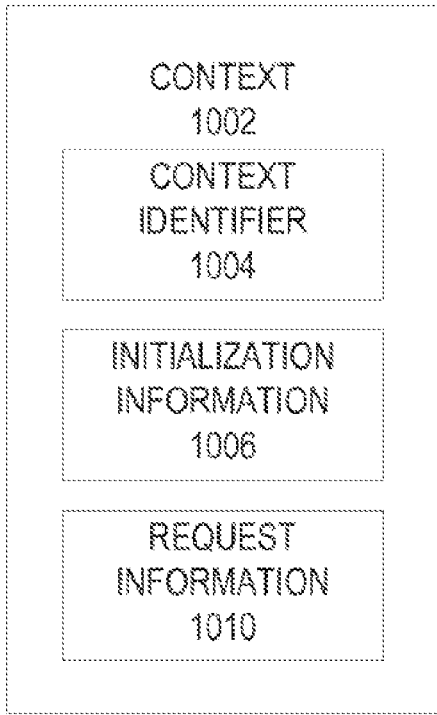 CONTEXT
1002
CONTEXT
IDENTIFIER
1004
INITIALIZATION
INFORMATION
1006
REQUEST
INFORMATION
1010